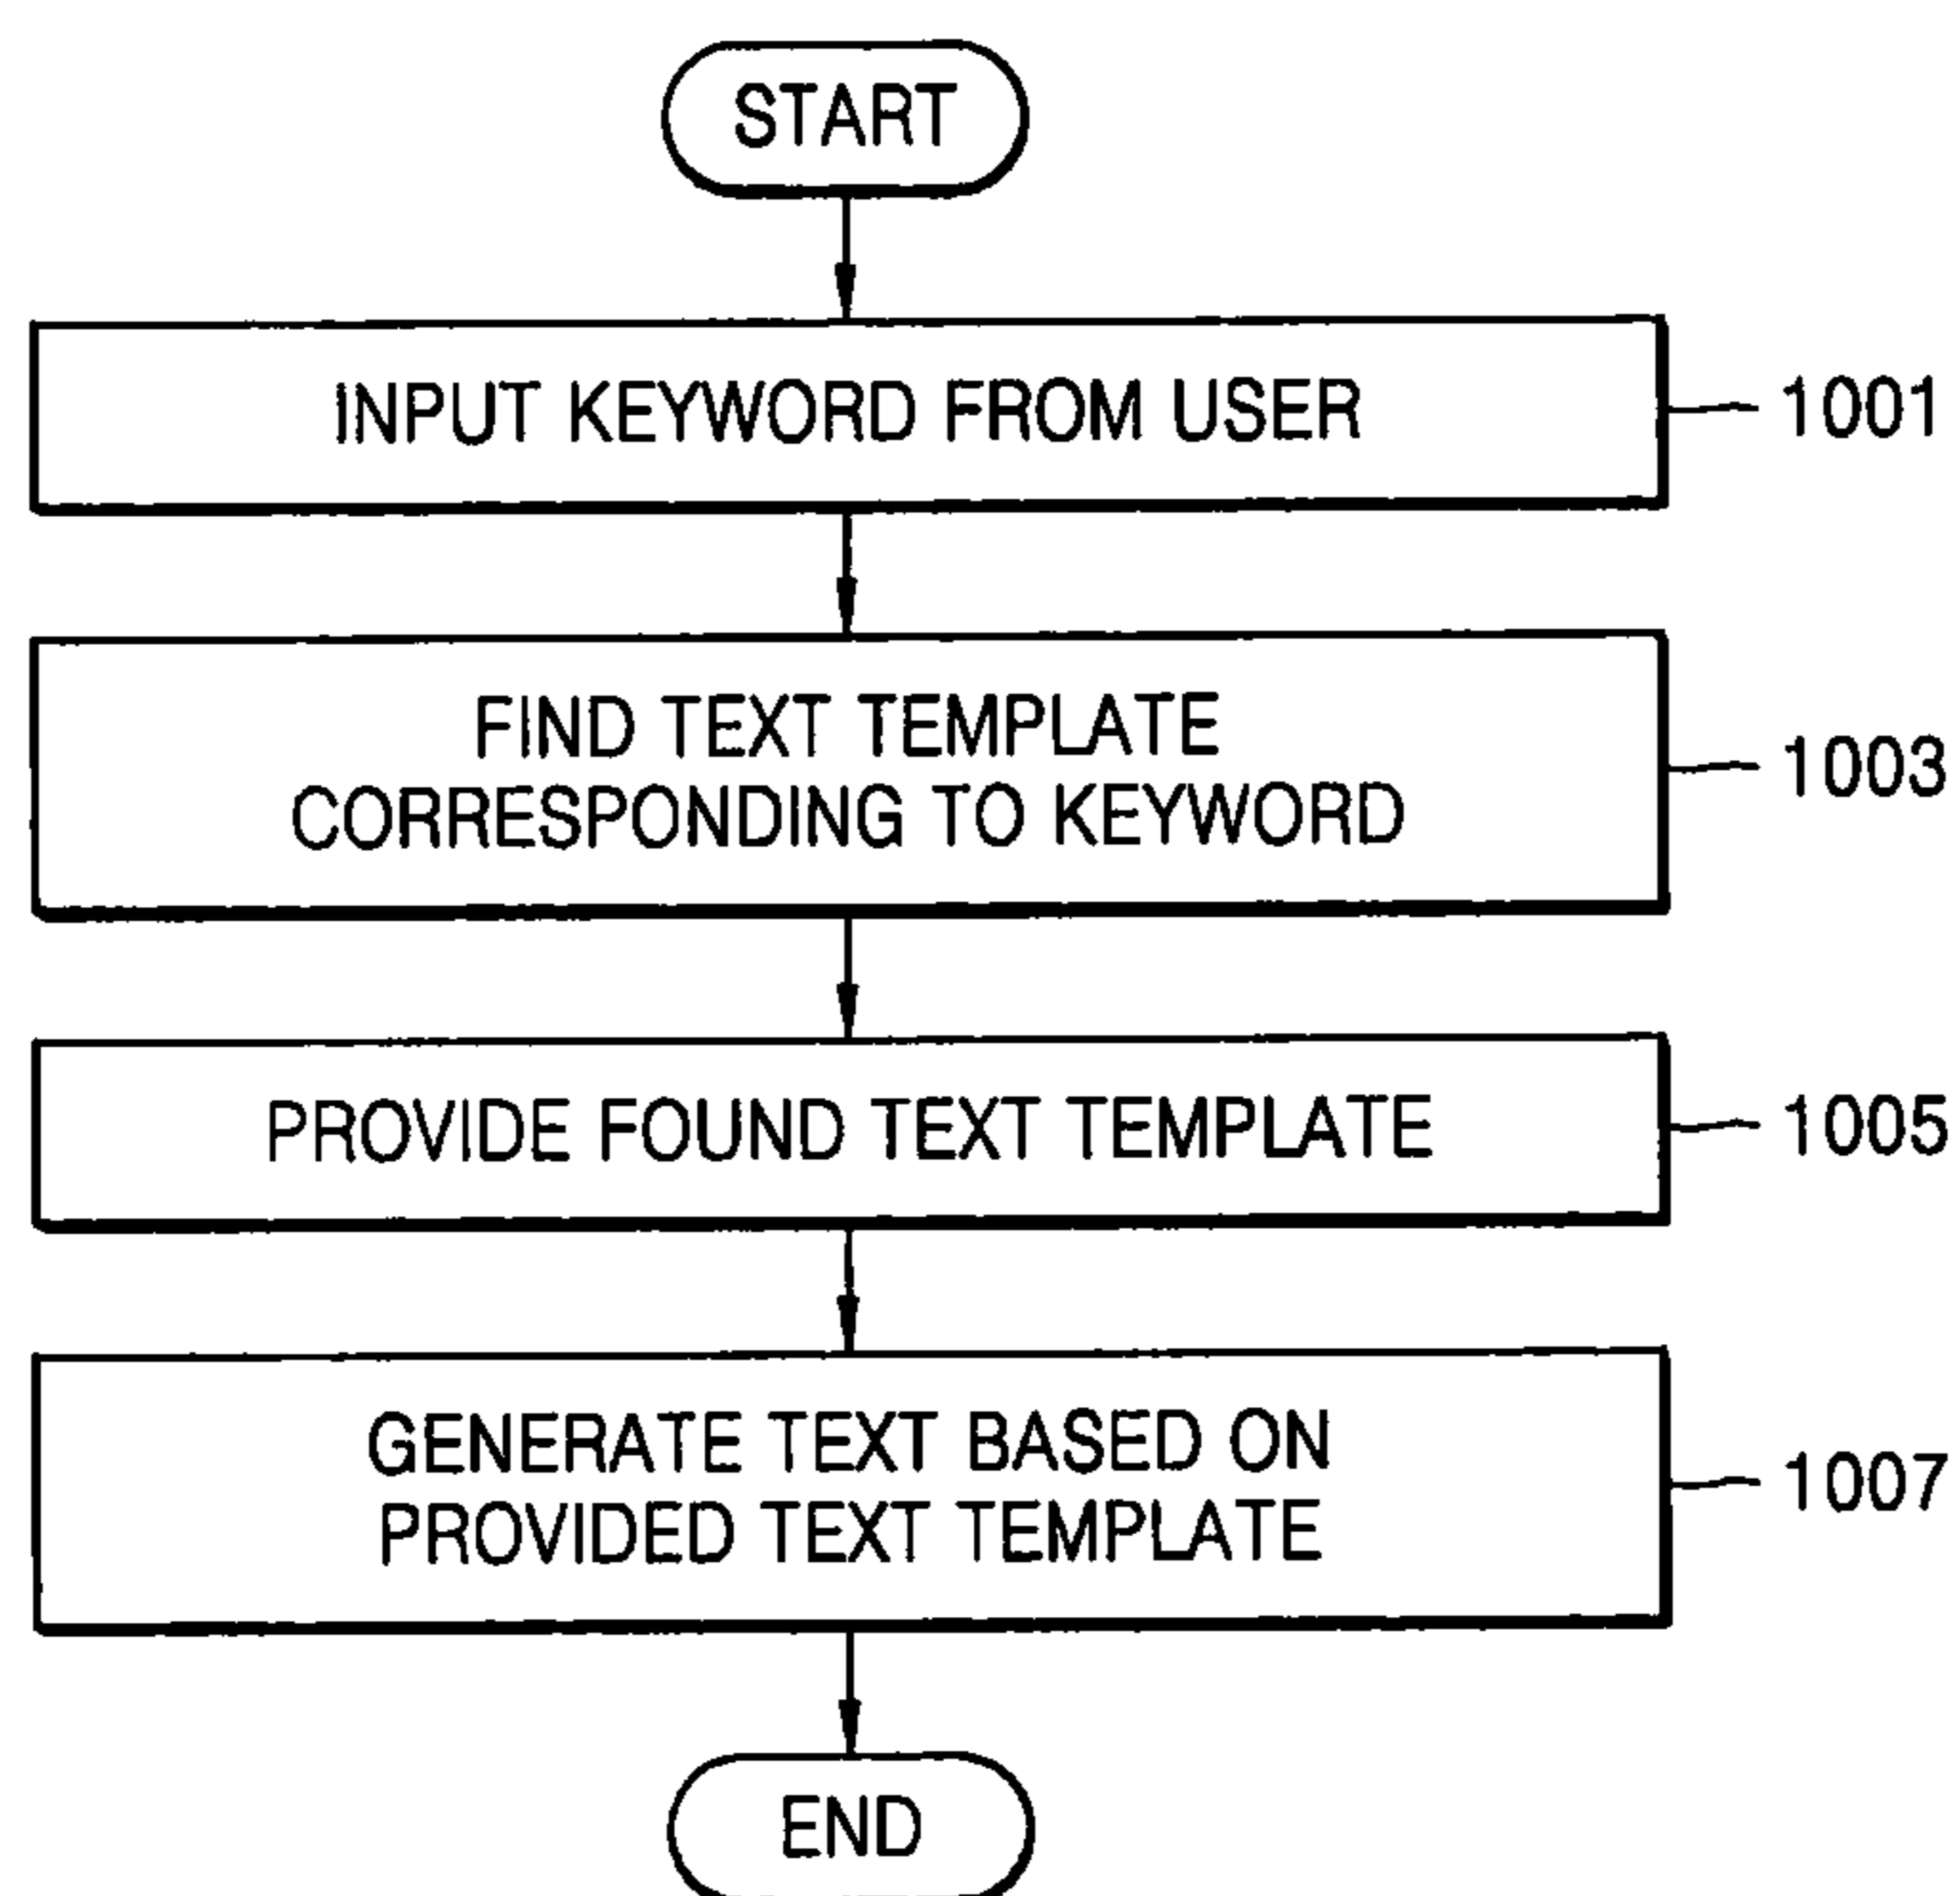 START
INPUT KEYWORD FROM USER
1001
FIND TEXT TEMPLATE
CORRESPONDING TO KEYWORD
1003
PROVIDE FOUND TEXT TEMPLATE
1005
GENERATE TEXT BASED ON
PROVIDED TEXT TEMPLATE
1007
END